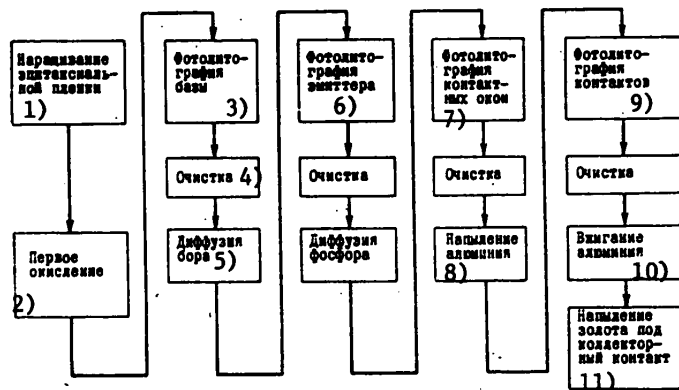 Наращивание
эпитаксиаль-
ной пленки
1)
Первое
окисление
2)
Фотолито-
графия
базы
3)
Очистка 4)
Диффузия
бора 5)
Фотолито-
графия
эмиттера
6)
Очистка
Диффузия
фосфора
Фотолито-
графия
контакт-
ных окон
7)
Очистка
Напыление
алюминия
8)
Фотолито-
графия
контактов
9)
Очистка
Вжигание
алюминия
10)
Напыление
золота под
коллектор-
ный контакт
11)